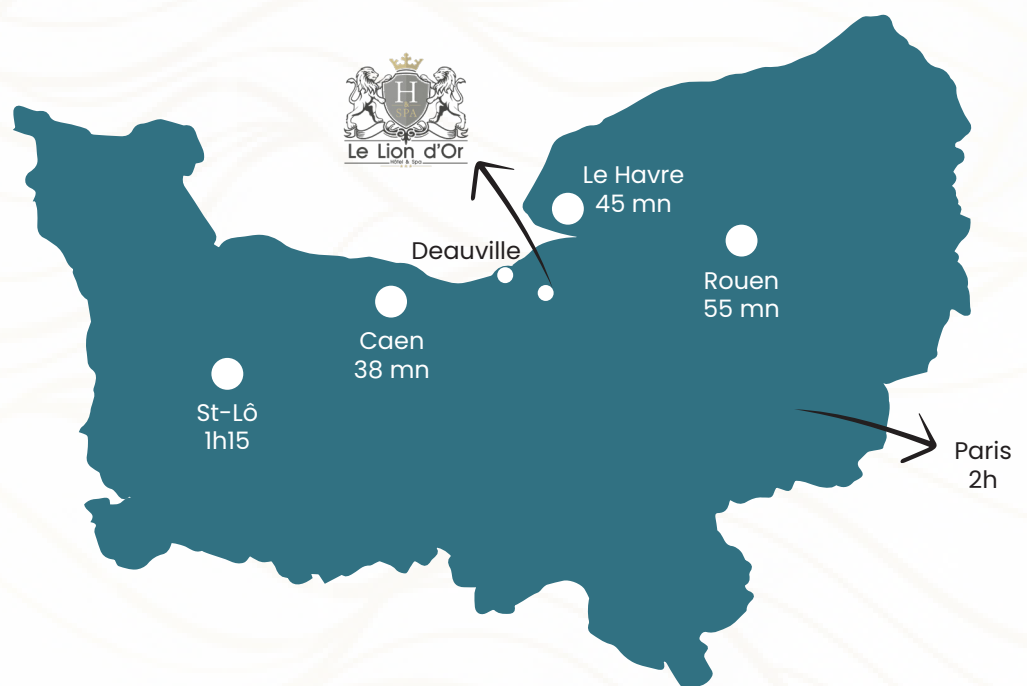 H
&
SPA
Le Lion d'Or
Hôtel & Spa
Le Havre
45 mn
Deauville
Rouen
55 mn
Caen
38 mn
St-Lô
1h15
Paris
2h